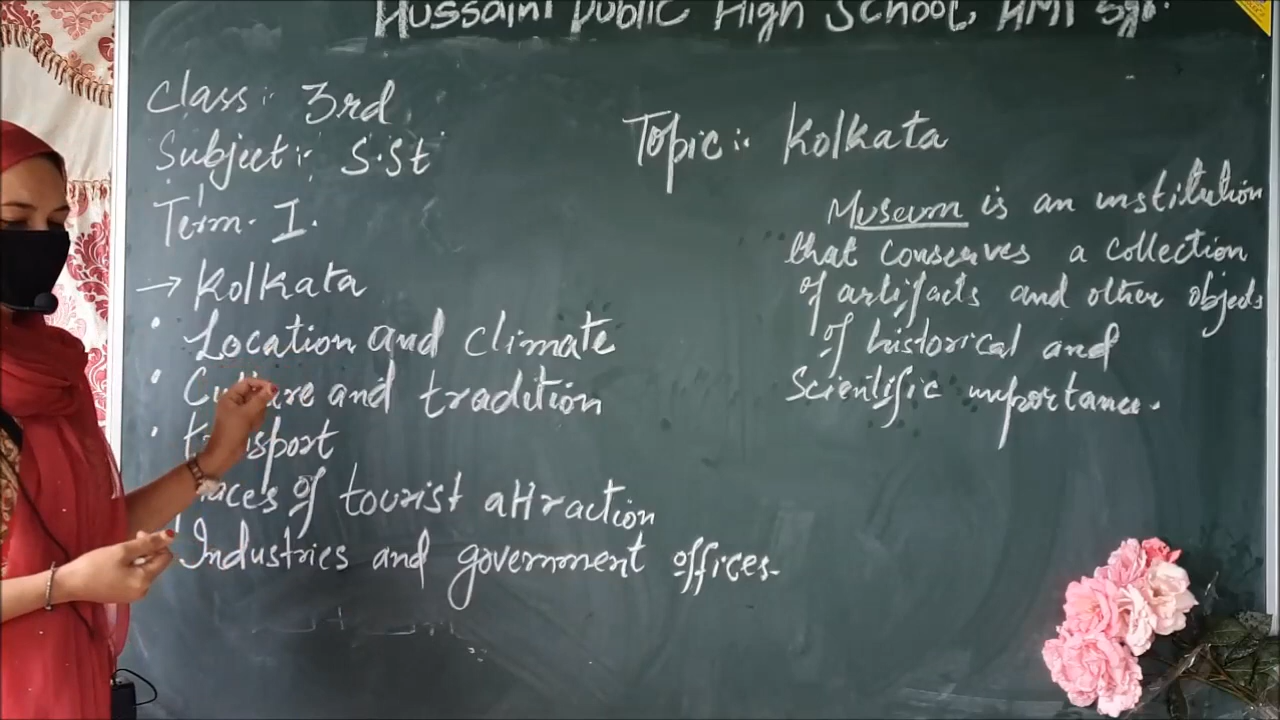 Hussaini Public High School, HMT Sgr.
Class: 3rd
Subject:- S.St
Term- I.
Topic:- Kolkata
→ Kolkata
• Location and climate
• Culture and tradition
• transport
Places of tourist attraction
Industries and government offices-
Museum is an institution
that conserves a collection
of artifacts and other objects
of historical and
Scientific importance.